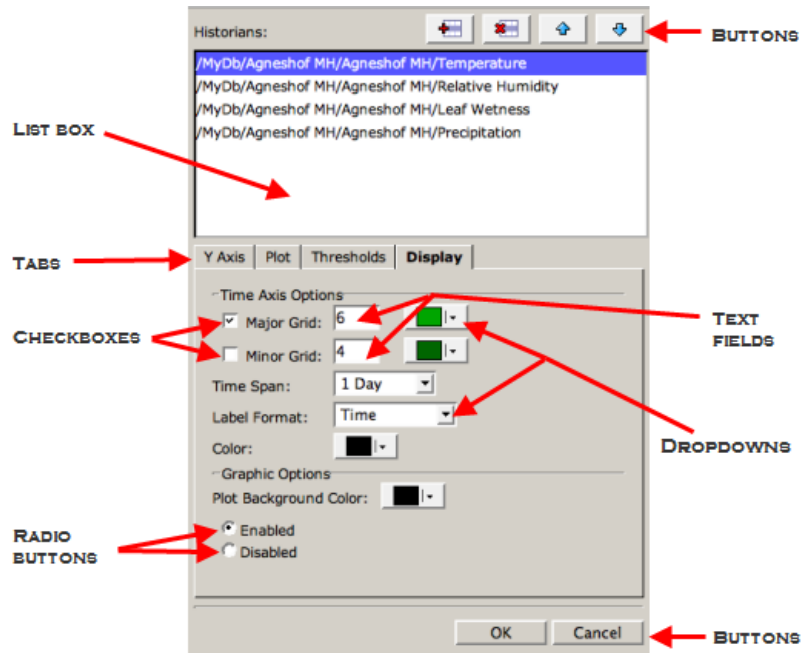 Historians:
BUTTONS
/MyDb/Agneshof MH/Agneshof MH/Temperature
/MyDb/Agneshof MH/Agneshof MH/Relative Humidity
/MyDb/Agneshof MH/Agneshof MH/Leaf Wetness
/MyDb/Agneshof MH/Agneshof MH/Precipitation
LIST BOX
TABS
Y Axis Plot Thresholds Display
Time Axis Options
CHECKBOXES
Major Grid: 6
Minor Grid: 4
TEXT
FIELDS
Time Span: 1 Day
Label Format: Time
Color:
DROPDOWNS
Graphic Options
Plot Background Color:
RADIO
BUTTONS
Enabled
Disabled
OK Cancel
BUTTONS